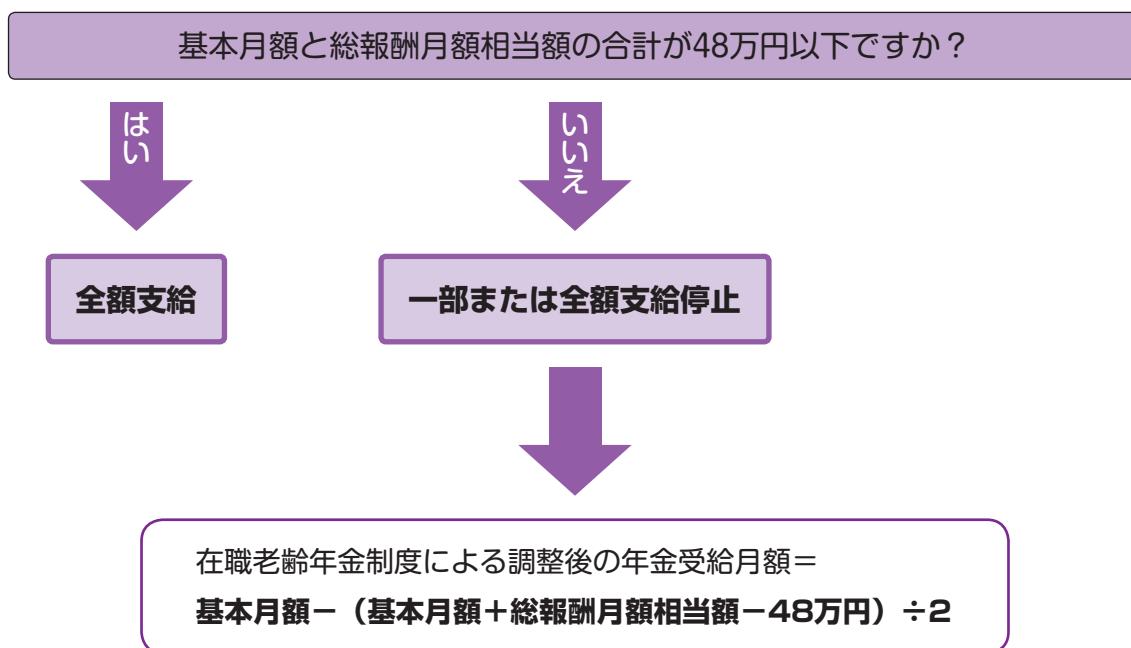 基本月額と総報酬月額相当額の合計が48万円以下ですか？
はい
いいえ
全額支給
一部または全額支給停止
在職老齢年金制度による調整後の年金受給月額＝
基本月額－（基本月額＋総報酬月額相当額－48万円）÷2